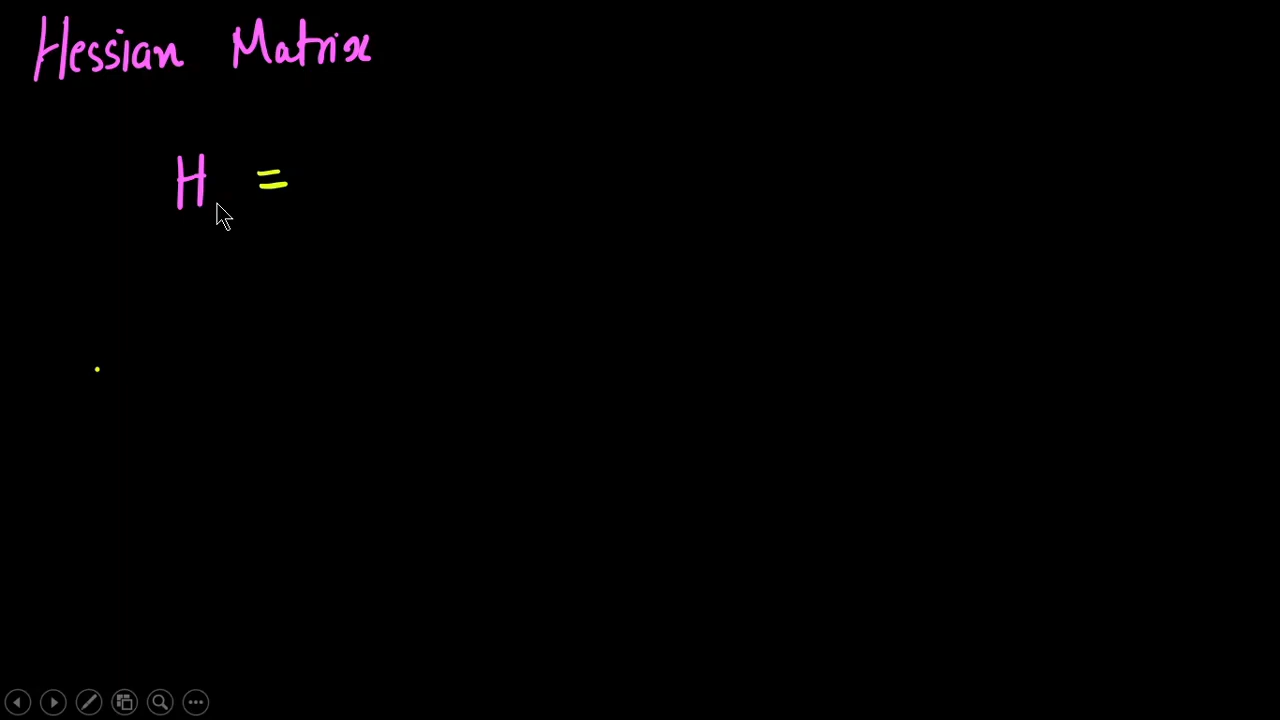 Hessian Matrix
H =